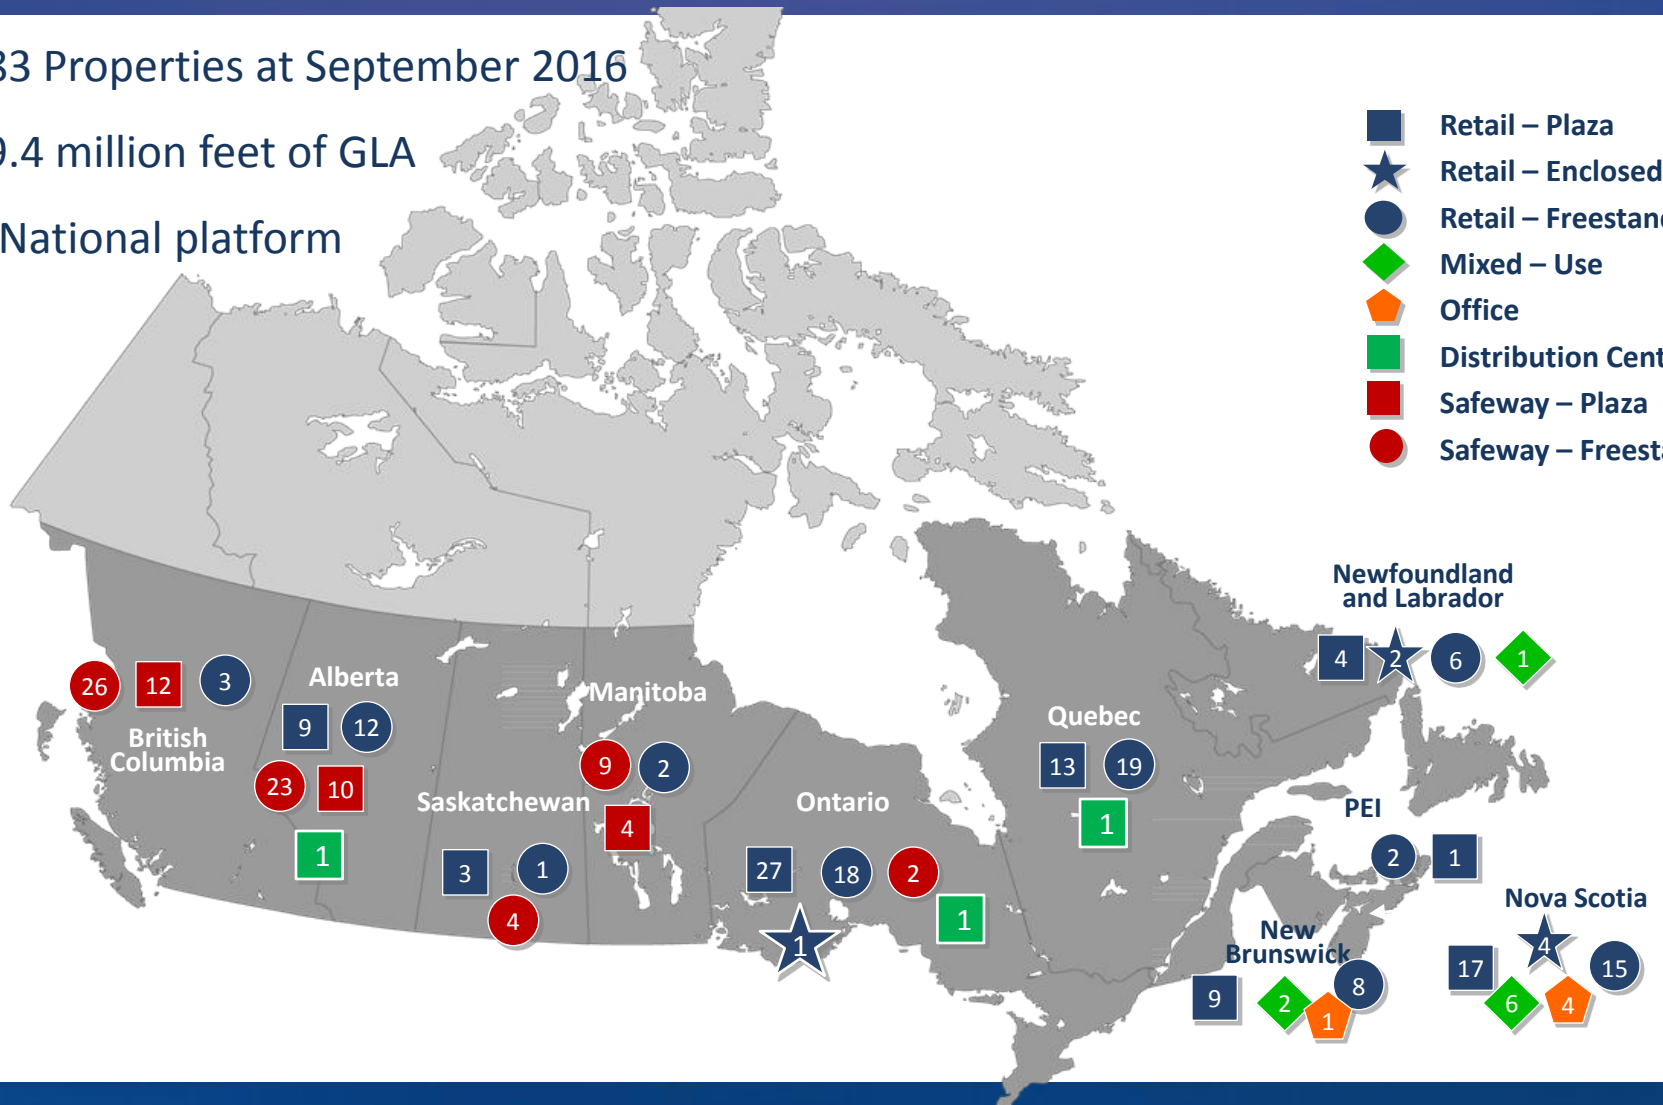 83 Properties at September 2016
9.4 million feet of GLA
National platform
Retail – Plaza
Retail – Enclosed
Retail – Freestand
Mixed – Use
Office
Distribution Cent
Safeway – Plaza
Safeway – Freesta
Newfoundland
and Labrador
4 2 6 1
26 12 3
British
Columbia
Alberta
9 12
23 10
1
Manitoba
9 2
4
Saskatchewan
3 1
4
Ontario
27 18 2
1
1
Quebec
13 19
1
PEI
2 1
New
Brunswick
9 2 1 8
Nova Scotia
17 4 15
6 4